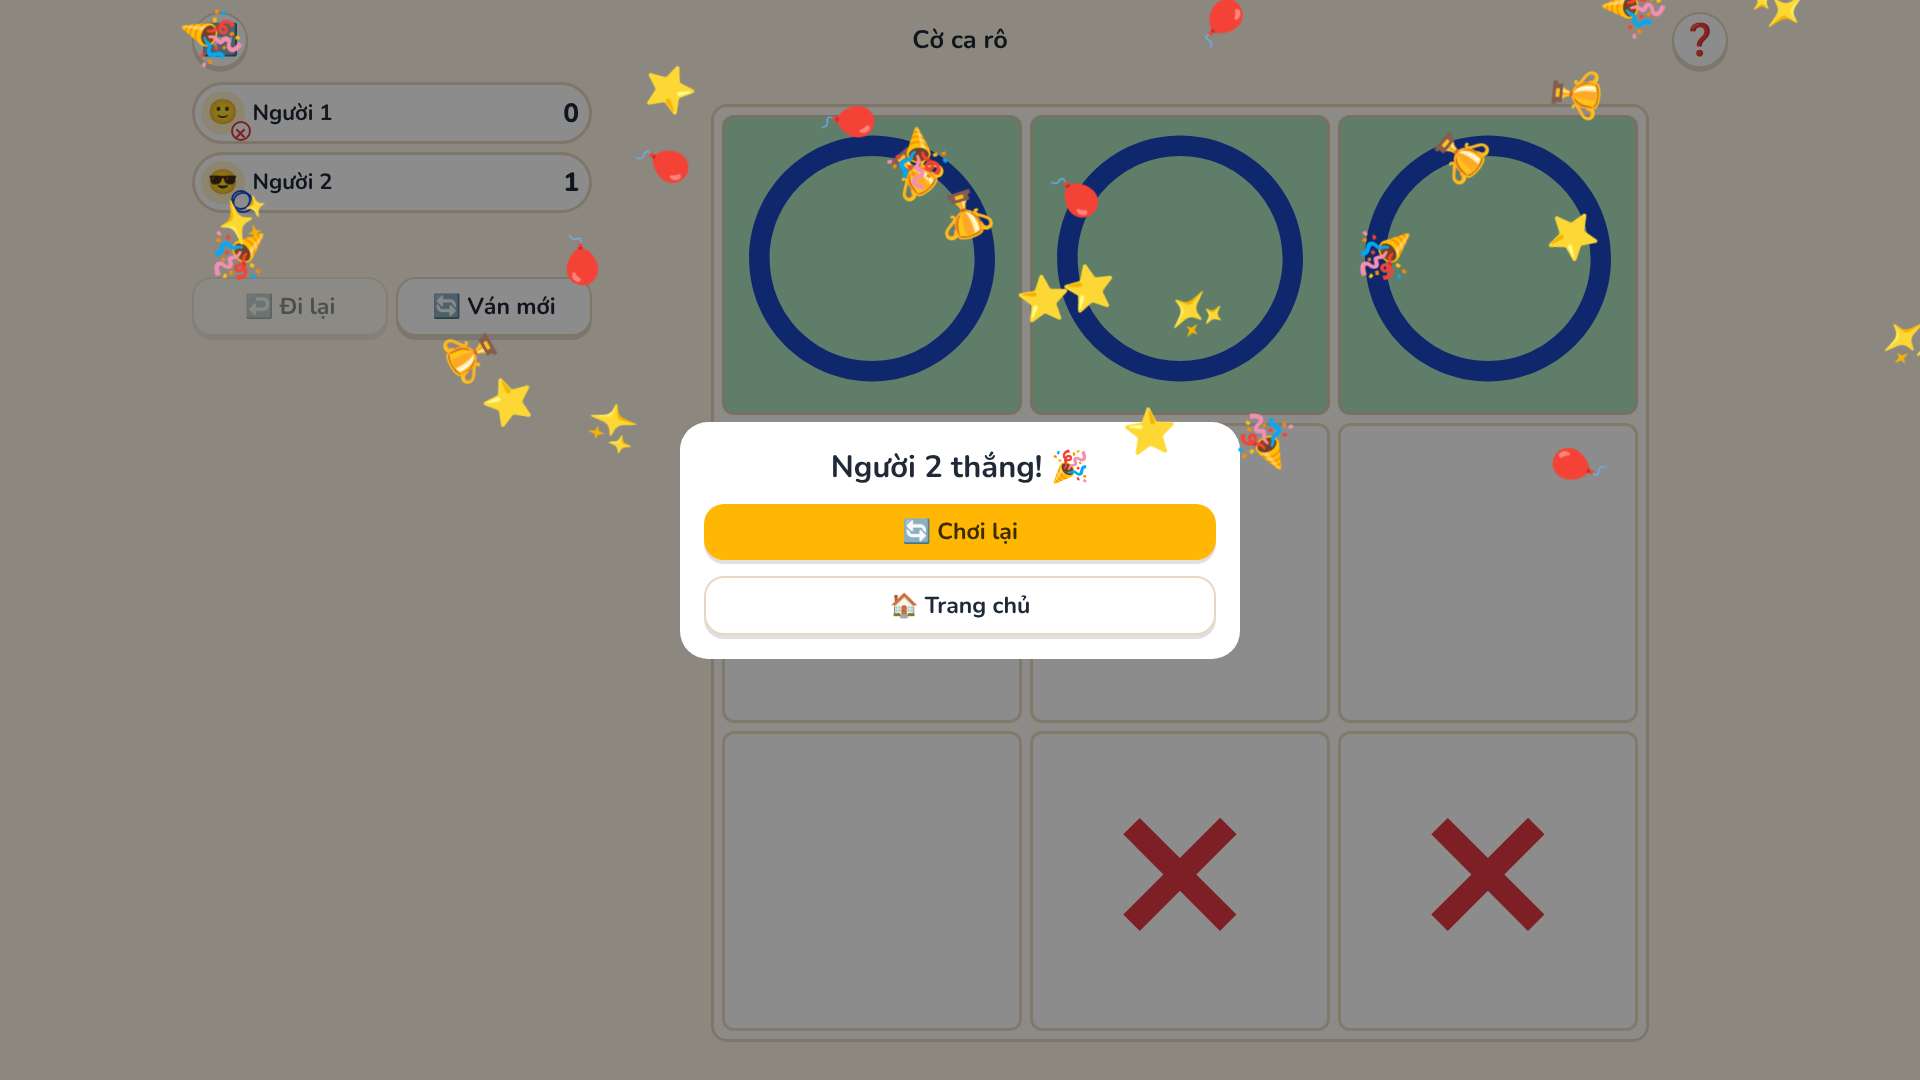 Cờ ca rô
Người 1
0
Người 2
1
Đi lại
Ván mới
Người 2 thắng!
Chơi lại
Trang chủ